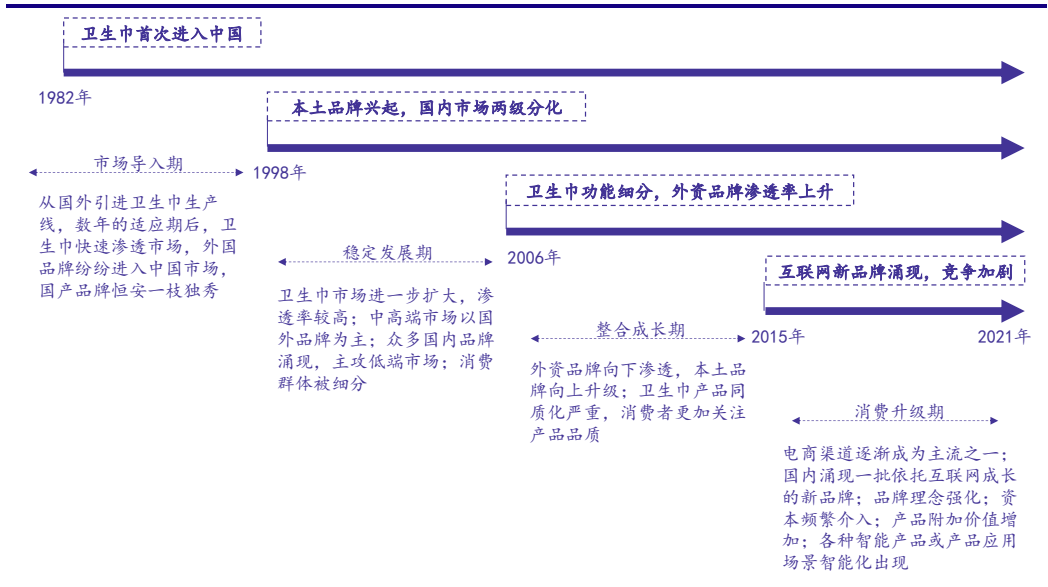 卫生巾首次进入中国
1982年
本土品牌兴起，国内市场两级分化
市场导入期
1998年
从国外引进卫生巾生产
线，数年的适应期后，卫
生巾快速渗透市场，外国
品牌纷纷进入中国市场，
国产品牌恒安一枝独秀
卫生巾功能细分，外资品牌渗透率上升
稳定发展期
2006年
卫生巾市场进一步扩大，渗
透率较高；中高端市场以国
外品牌为主；众多国内品牌
涌现，主攻低端市场；消费
群体被细分
互联网新品牌涌现，竞争加剧
整合成长期
2015年
2021年
外资品牌向下渗透，本土品
牌向上升级；卫生巾产品同
质化严重，消费者更加关注
产品品质
消费升级期
电商渠道逐渐成为主流之一；
国内涌现一批依托互联网成长
的新品牌；品牌理念强化；资
本频繁介入；产品附加价值增
加；各种智能产品或产品应用
场景智能化出现